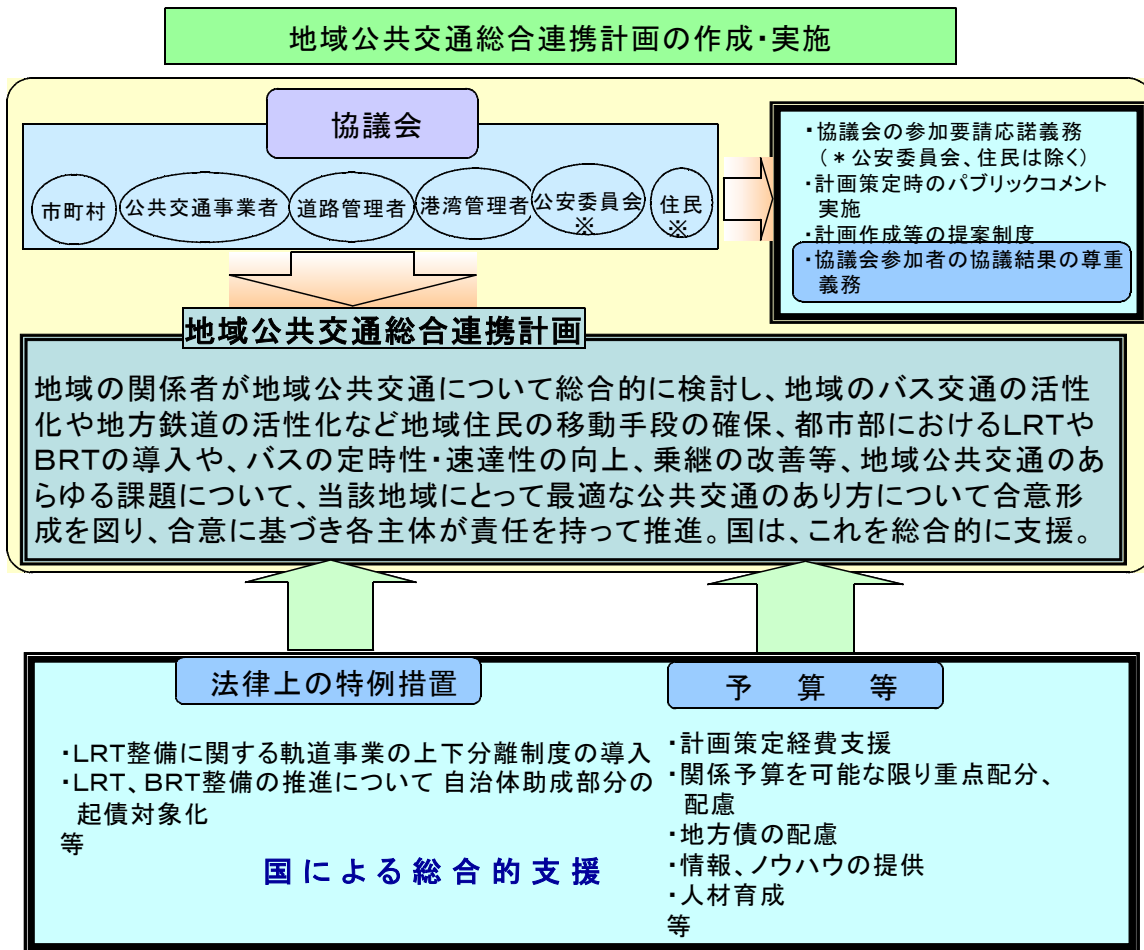 地域公共交通総合連携計画の作成・実施
協議会
市町村
公共交通事業者
道路管理者
港湾管理者
公安委員会
※
住民
※
・協議会の参加要請応諾義務
（＊公安委員会、住民は除く）
・計画策定時のパブリックコメント
実施
・計画作成等の提案制度
・協議会参加者の協議結果の尊重
義務
地域公共交通総合連携計画
地域の関係者が地域公共交通について総合的に検討し、地域のバス交通の活性
化や地方鉄道の活性化など地域住民の移動手段の確保、都市部におけるＬＲＴや
ＢＲＴの導入や、バスの定時性・速達性の向上、乗継の改善等、地域公共交通のあ
らゆる課題について、当該地域にとって最適な公共交通のあり方について合意形
成を図り、合意に基づき各主体が責任を持って推進。国は、これを総合的に支援。
法律上の特例措置
・ＬＲＴ整備に関する軌道事業の上下分離制度の導入
・ＬＲＴ、ＢＲＴ整備の推進について 自治体助成部分の
起債対象化
等
国による総合的支援
予　算　等
・計画策定経費支援
・関係予算を可能な限り重点配分、
配慮
・地方債の配慮
・情報、ノウハウの提供
・人材育成
等